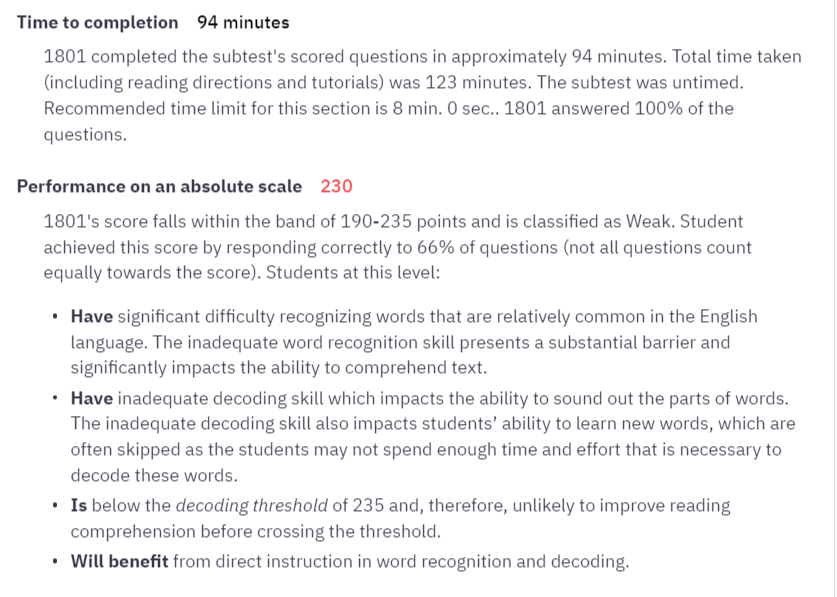 Time to completion 94 minutes
1801 completed the subtest's scored questions in approximately 94 minutes. Total time taken
(including reading directions and tutorials) was 123 minutes. The subtest was untimed.
Recommended time limit for this section is 8 min. 0 sec.. 1801 answered 100% of the
questions.
Performance on an absolute scale 230
1801's score falls within the band of 190-235 points and is classified as Weak. Student
achieved this score by responding correctly to 66% of questions (not all questions count
equally towards the score). Students at this level:
• Have significant difficulty recognizing words that are relatively common in the English
language. The inadequate word recognition skill presents a substantial barrier and
significantly impacts the ability to comprehend text.
• Have inadequate decoding skill which impacts the ability to sound out the parts of words.
The inadequate decoding skill also impacts students’ ability to learn new words, which are
often skipped as the students may not spend enough time and effort that is necessary to
decode these words.
• Is below the decoding threshold of 235 and, therefore, unlikely to improve reading
comprehension before crossing the threshold.
• Will benefit from direct instruction in word recognition and decoding.